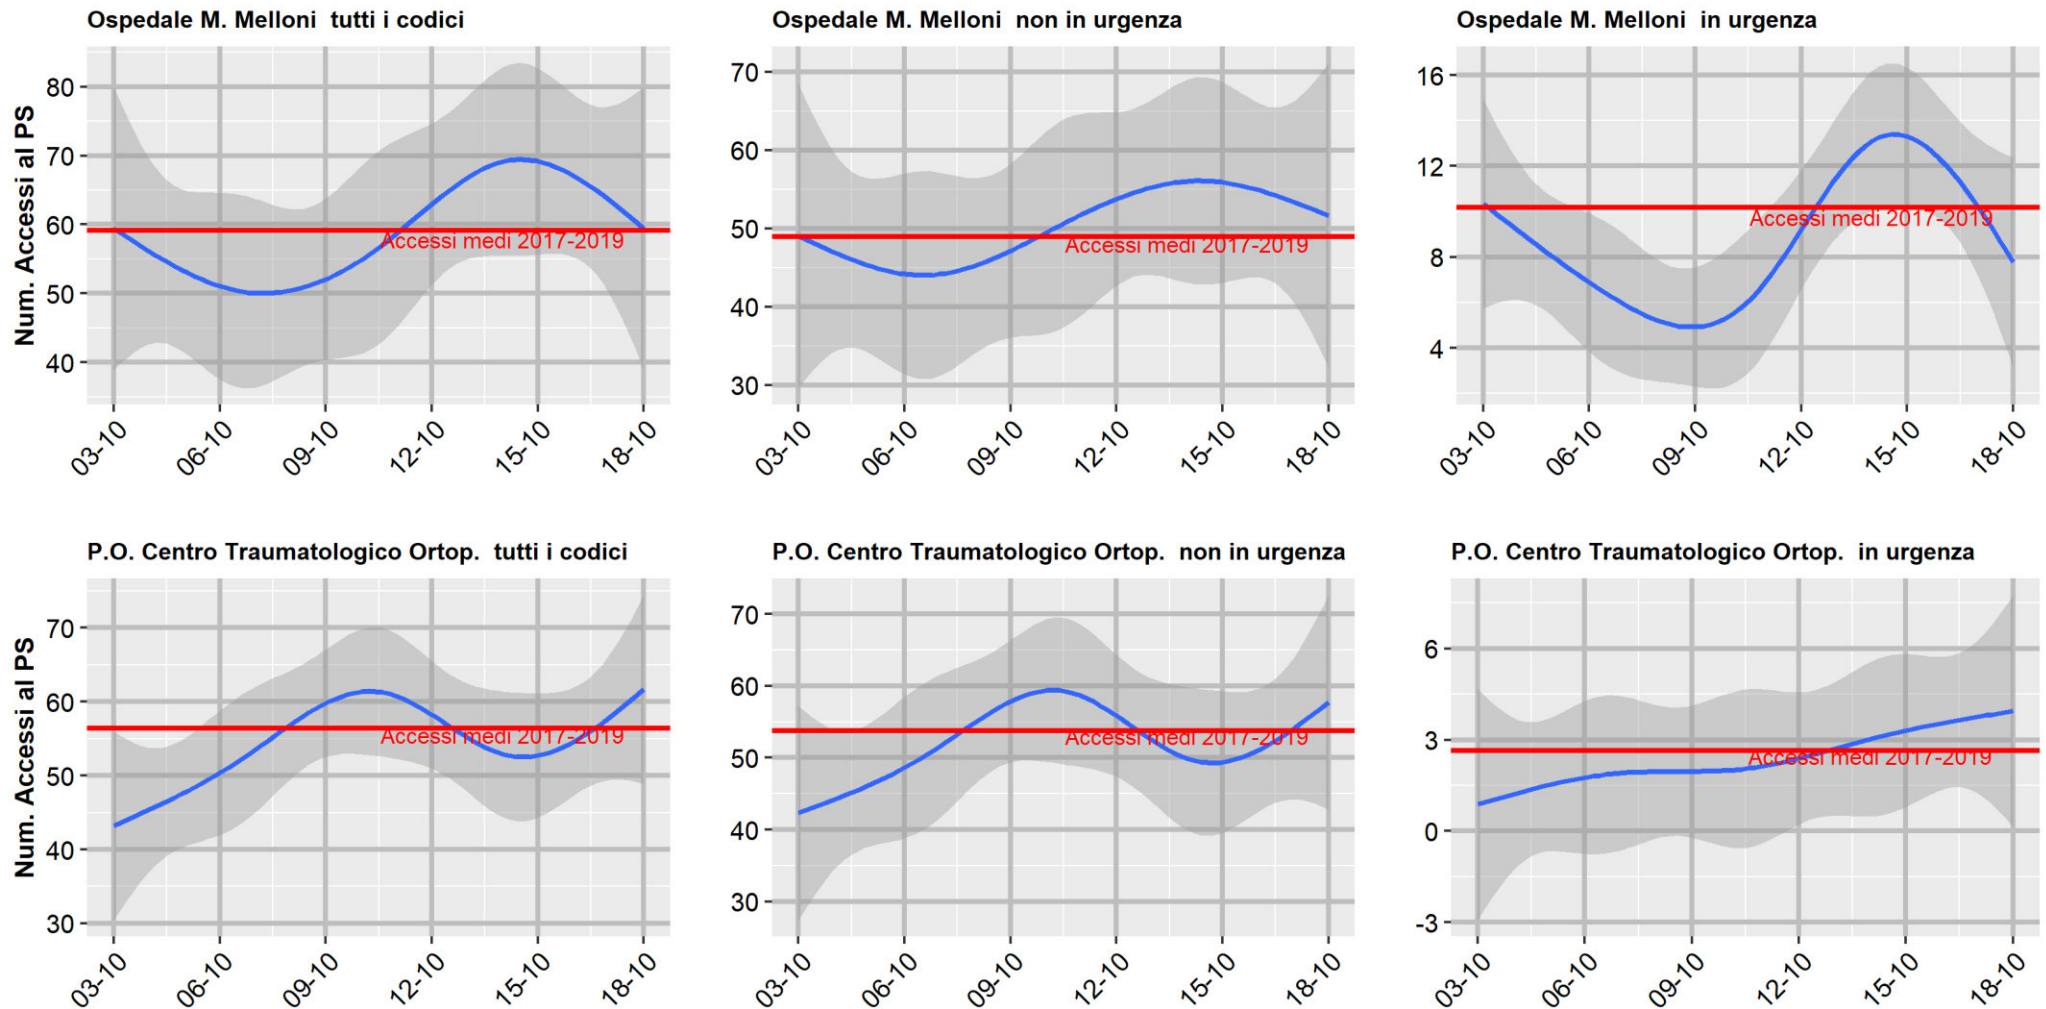 Ospedale M. Melloni  tutti i codici
Num. Accessi al PS
80
70
60
50
40
Accessi medi 2017-2019
03-10 06-10 09-10 12-10 15-10 18-10
Ospedale M. Melloni  non in urgenza
70
60
50
40
30
Accessi medi 2017-2019
03-10 06-10 09-10 12-10 15-10 18-10
Ospedale M. Melloni  in urgenza
16
12
8
4
Accessi medi 2017-2019
03-10 06-10 09-10 12-10 15-10 18-10
P.O. Centro Traumatologico Ortop.  tutti i codici
Num. Accessi al PS
70
60
50
40
30
Accessi medi 2017-2019
03-10 06-10 09-10 12-10 15-10 18-10
P.O. Centro Traumatologico Ortop.  non in urgenza
70
60
50
40
30
Accessi medi 2017-2019
03-10 06-10 09-10 12-10 15-10 18-10
P.O. Centro Traumatologico Ortop.  in urgenza
6
3
0
-3
Accessi medi 2017-2019
03-10 06-10 09-10 12-10 15-10 18-10